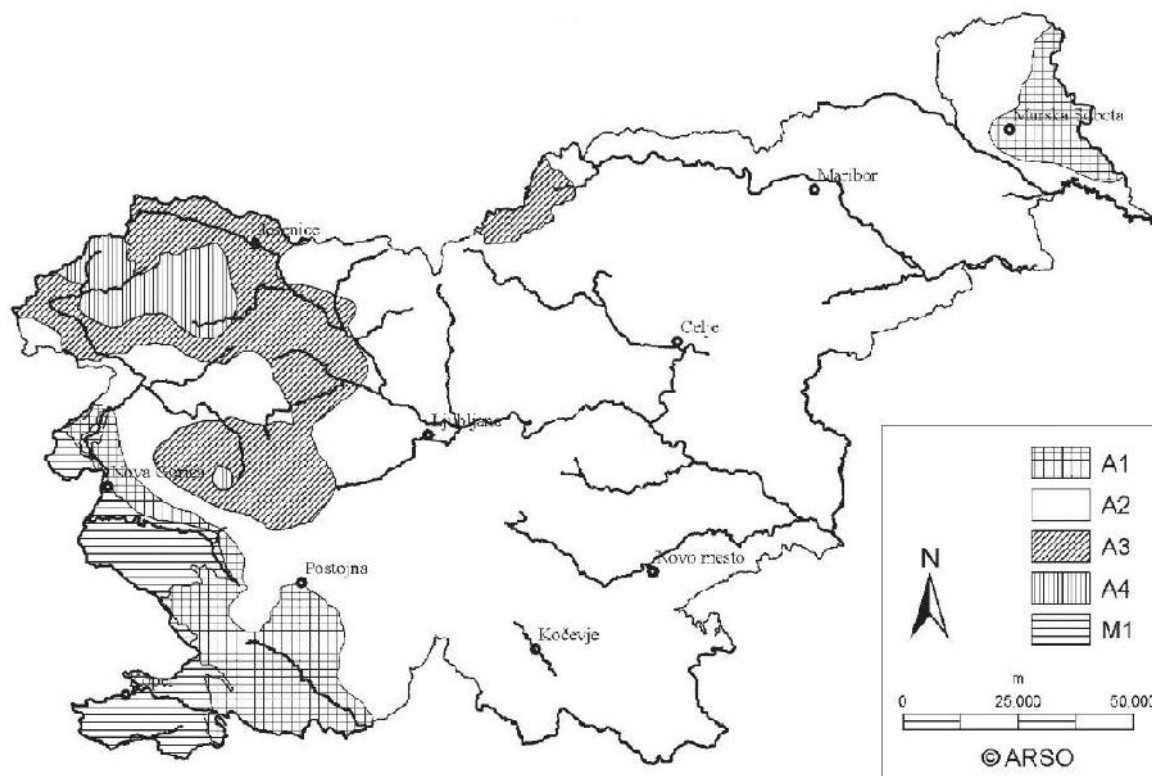 Murska Sobota
Maribor
Jesenice
Celje
Ljubljana
Nova Gorica
Postojna
Novo mesto
Kočevje
A1
A2
A3
A4
M1
N
m
0 25.000 50.000
© ARSO